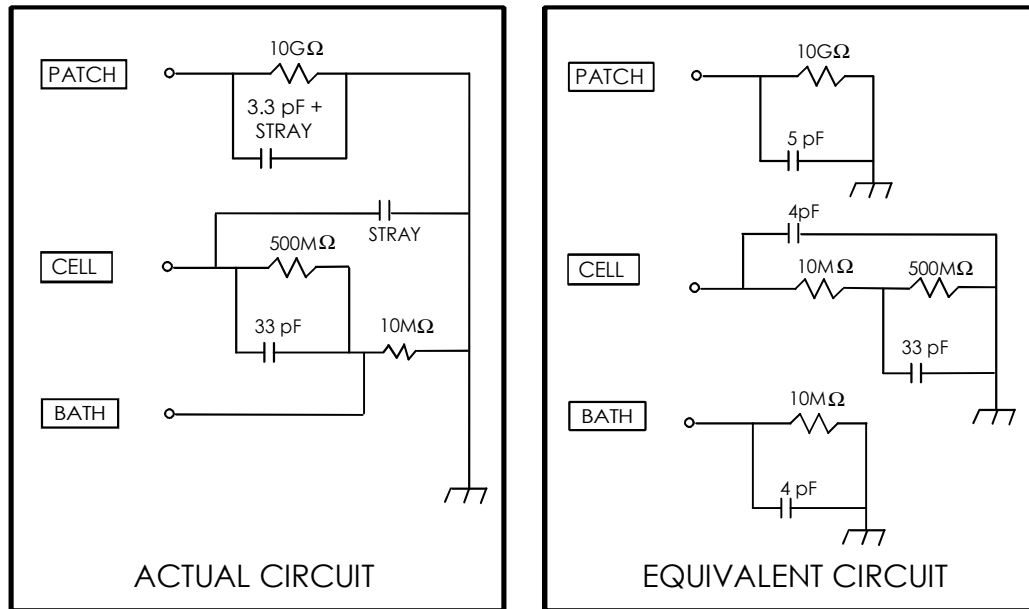 10GΩ
PATCH
3.3 pF +
STRAY
STRAY
500MΩ
CELL
33 pF
10MΩ
BATH
ACTUAL CIRCUIT
10GΩ
PATCH
5 pF
4pF
10MΩ
500MΩ
CELL
33 pF
10MΩ
BATH
4 pF
EQUIVALENT CIRCUIT